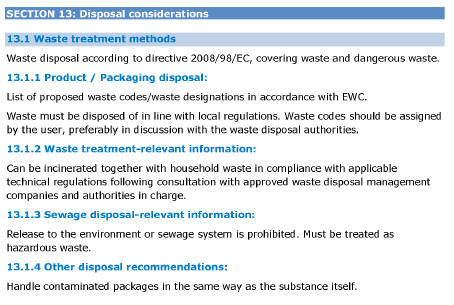 SECTION 13: Disposal considerations
13.1 Waste treatment methods
Waste disposal according to directive 2008/98/EC, covering waste and dangerous waste.
13.1.1 Product / Packaging disposal:
List of proposed waste codes/waste designations in accordance with EWC.
Waste must be disposed of in line with local regulations. Waste codes should be assigned
by the user, preferably in discussion with the waste disposal authorities.
13.1.2 Waste treatment-relevant information:
Can be incinerated together with household waste in compliance with applicable
technical regulations following consultation with approved waste disposal management
companies and authorities in charge.
13.1.3 Sewage disposal-relevant information:
Release to the environment or sewage system is prohibited. Must be treated as
hazardous waste.
13.1.4 Other disposal recommendations:
Handle contaminated packages in the same way as the substance itself.